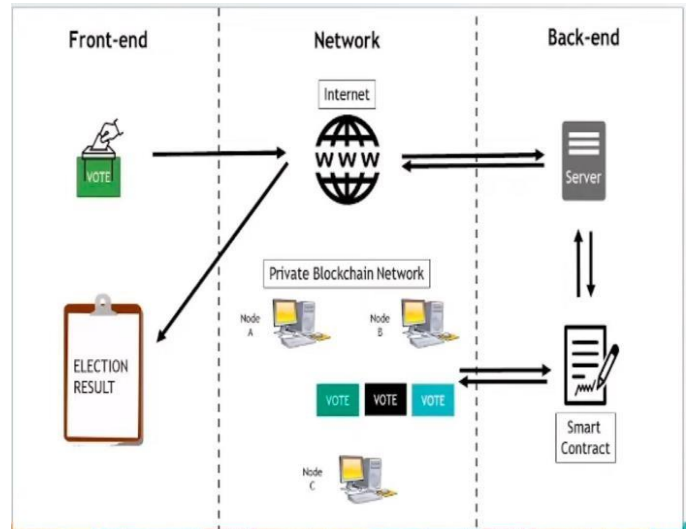 Front-end
Network
Back-end
Internet
VOTE
WWW
Server
Private Blockchain Network
Node
A
Node
B
ELECTION
RESULT
VOTE
VOTE
VOTE
Smart
Contract
Node
C